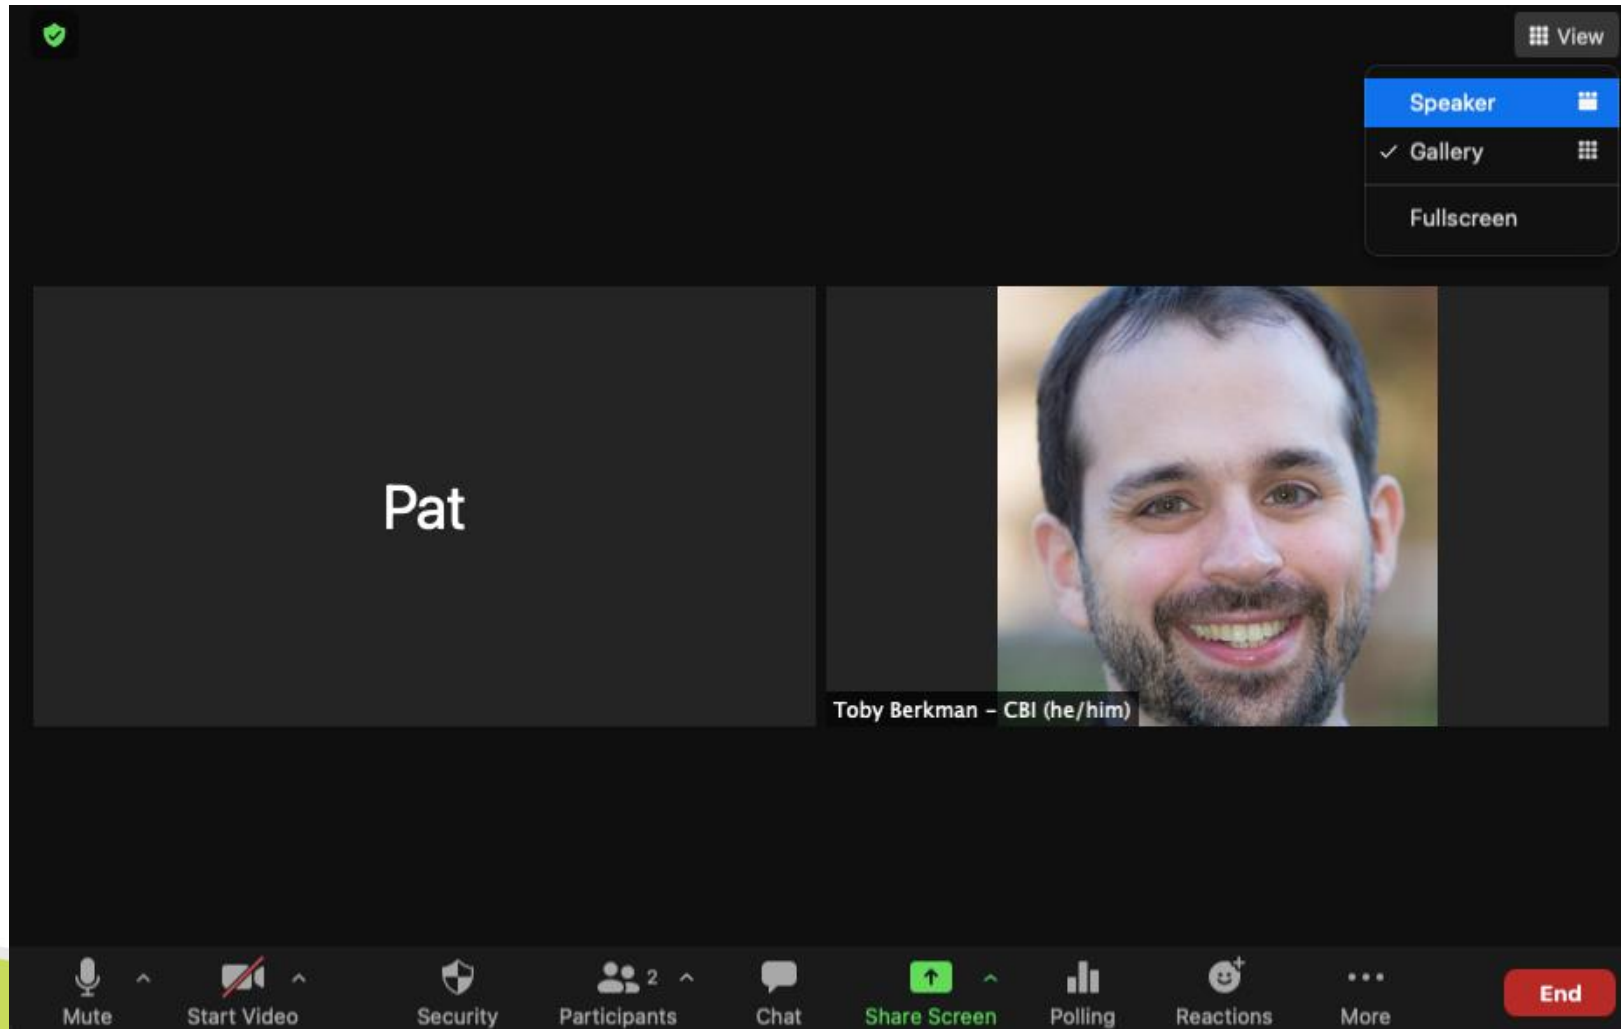 View
Speaker
Gallery
Fullscreen
Pat
Toby Berkman – CBI (he/him)
Mute
Start Video
Security
Participants
2
Chat
Share Screen
Polling
Reactions
More
End